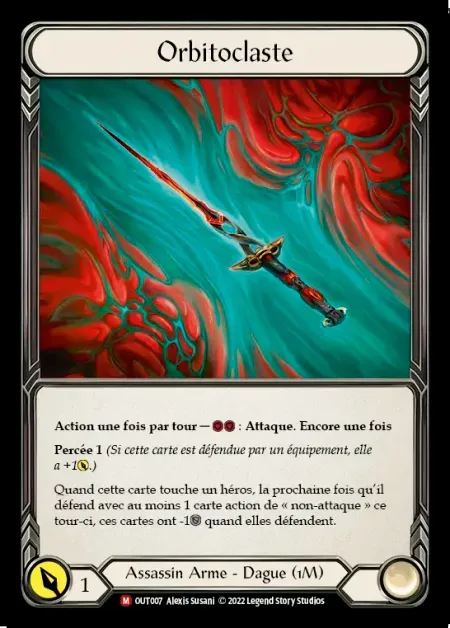 Orbitoclaste
Action une fois par tour — : Attaque. Encore une fois
Percée 1 (Si cette carte est défendue par un équipement, elle
a +1.)
Quand cette carte touche un héros, la prochaine fois qu'il
défend avec au moins 1 carte action de « non-attaque » ce
tour-ci, ces cartes ont -1 quand elles défendent.
1
Assassin Arme - Dague (1M)
M OUT007 Alexis Susani © 2022 Legend Story Studios